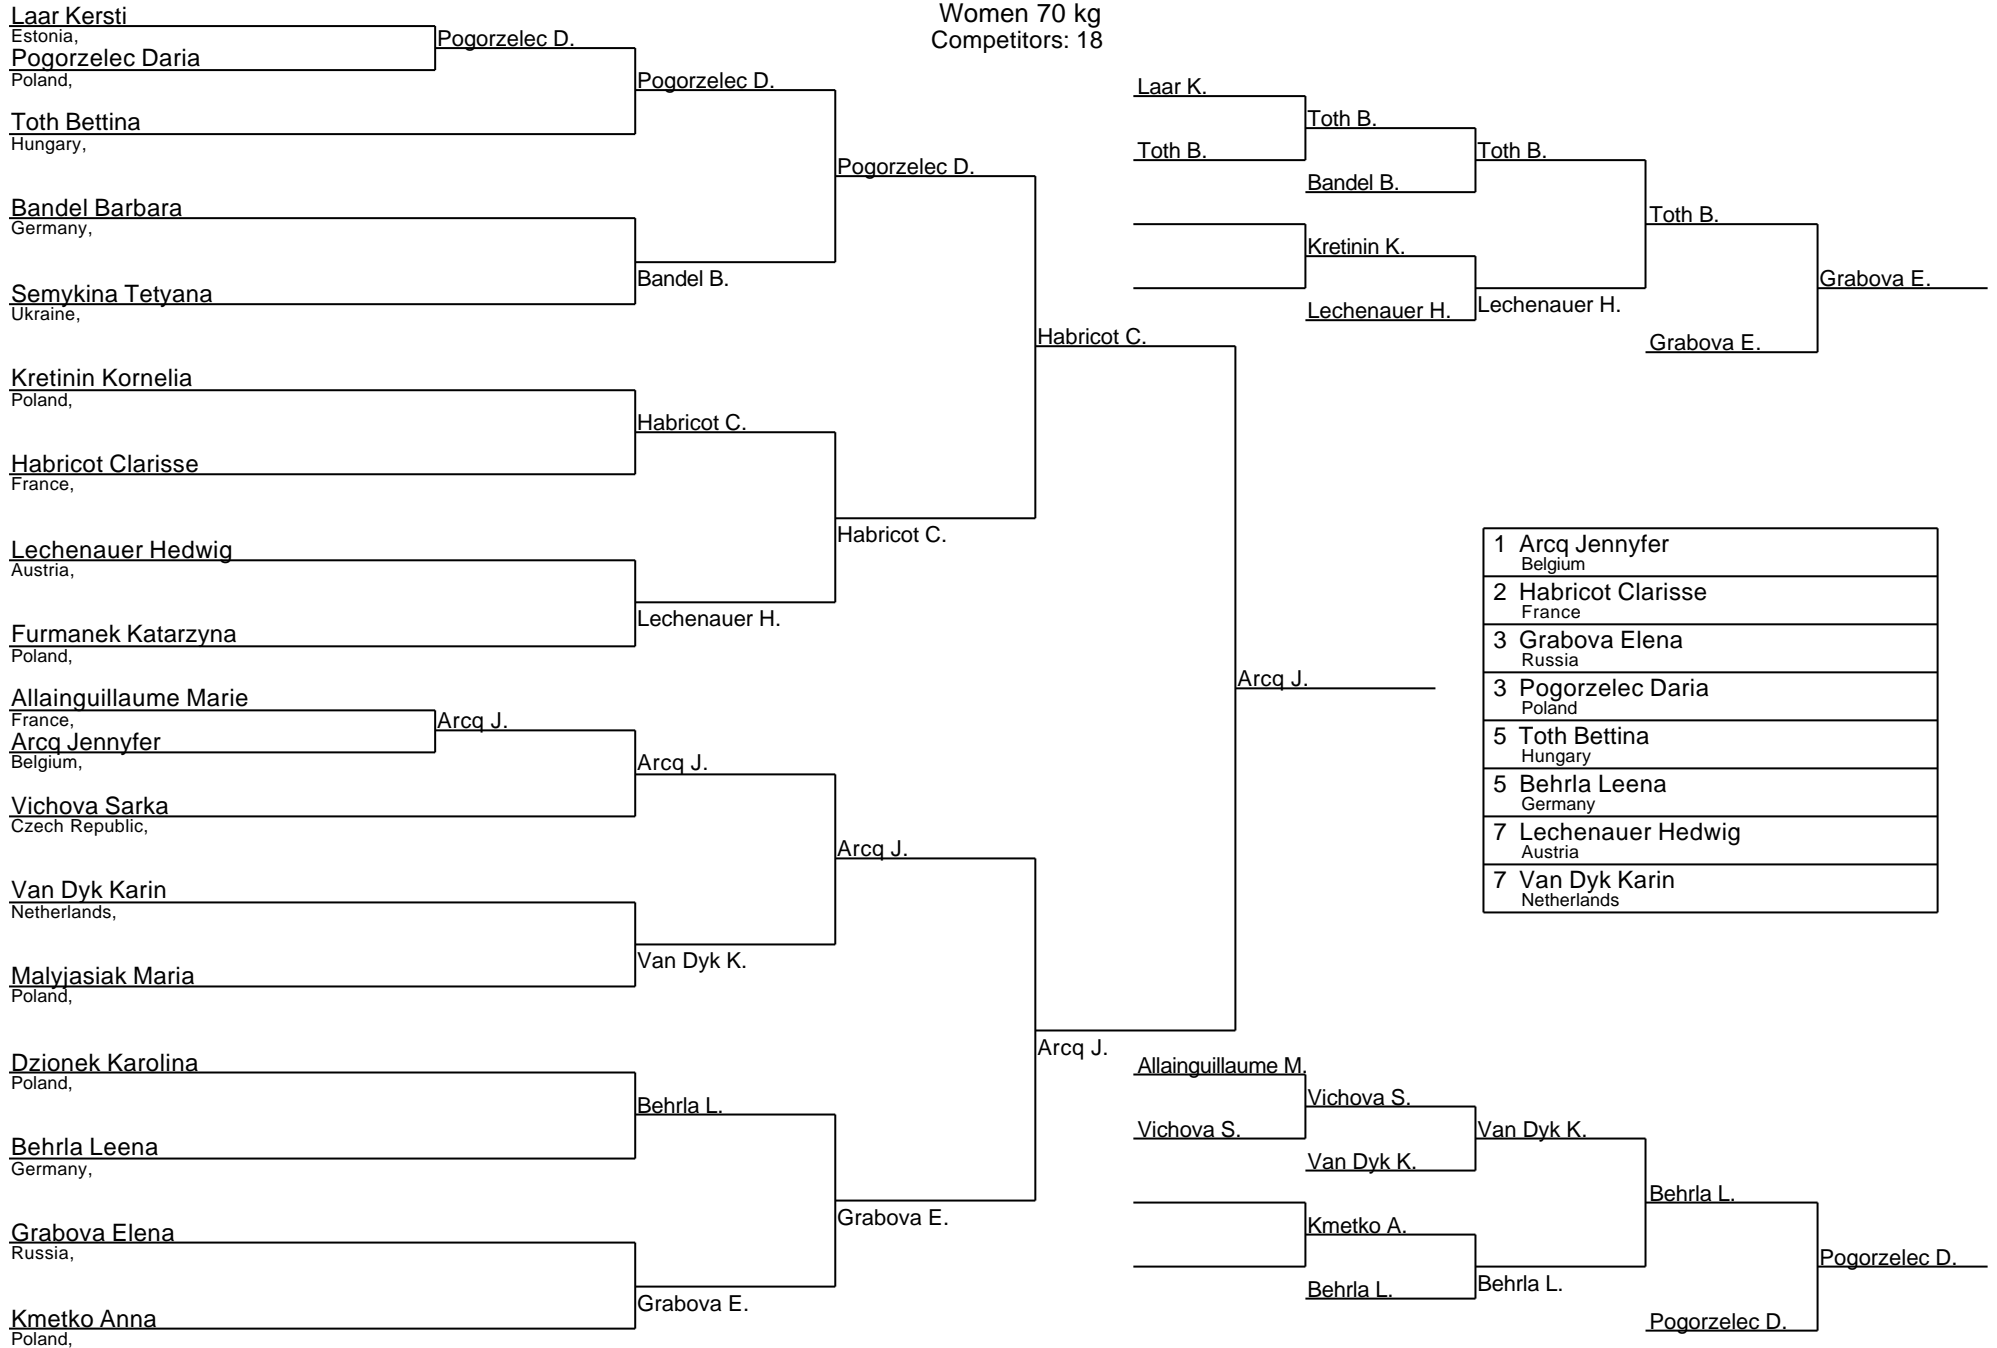 Women 70 kg
Competitors: 18
Laar Kersti
Estonia,
Pogorzelec Daria
Poland,
Toth Bettina
Hungary,
Bandel Barbara
Germany,
Semykina Tetyana
Ukraine,
Kretinin Kornelia
Poland,
Habricot Clarisse
France,
Lechenauer Hedwig
Austria,
Furmanek Katarzyna
Poland,
Allainguillaume Marie
France,
Arcq Jennyfer
Belgium,
Vichova Sarka
Czech Republic,
Van Dyk Karin
Netherlands,
Malyjasiak Maria
Poland,
Dzionek Karolina
Poland,
Behrla Leena
Germany,
Grabova Elena
Russia,
Kmetko Anna
Poland,
Pogorzelec D.
Arcq J.
Pogorzelec D.
Bandel B.
Habricot C.
Lechenauer H.
Arcq J.
Van Dyk K.
Behrla L.
Grabova E.
Pogorzelec D.
Habricot C.
Arcq J.
Grabova E.
Habricot C.
Arcq J.
Arcq J.
Laar K.
Toth B.
Toth B.
Bandel B.
Kretinin K.
Lechenauer H.
Toth B.
Lechenauer H.
Toth B.
Grabova E.
Grabova E.
1 Arcq Jennyfer
Belgium
2 Habricot Clarisse
France
3 Grabova Elena
Russia
3 Pogorzelec Daria
Poland
5 Toth Bettina
Hungary
5 Behrla Leena
Germany
7 Lechenauer Hedwig
Austria
7 Van Dyk Karin
Netherlands
Allainguillaume M.
Vichova S.
Vichova S.
Van Dyk K.
Kmetko A.
Behrla L.
Van Dyk K.
Behrla L.
Behrla L.
Pogorzelec D.
Pogorzelec D.